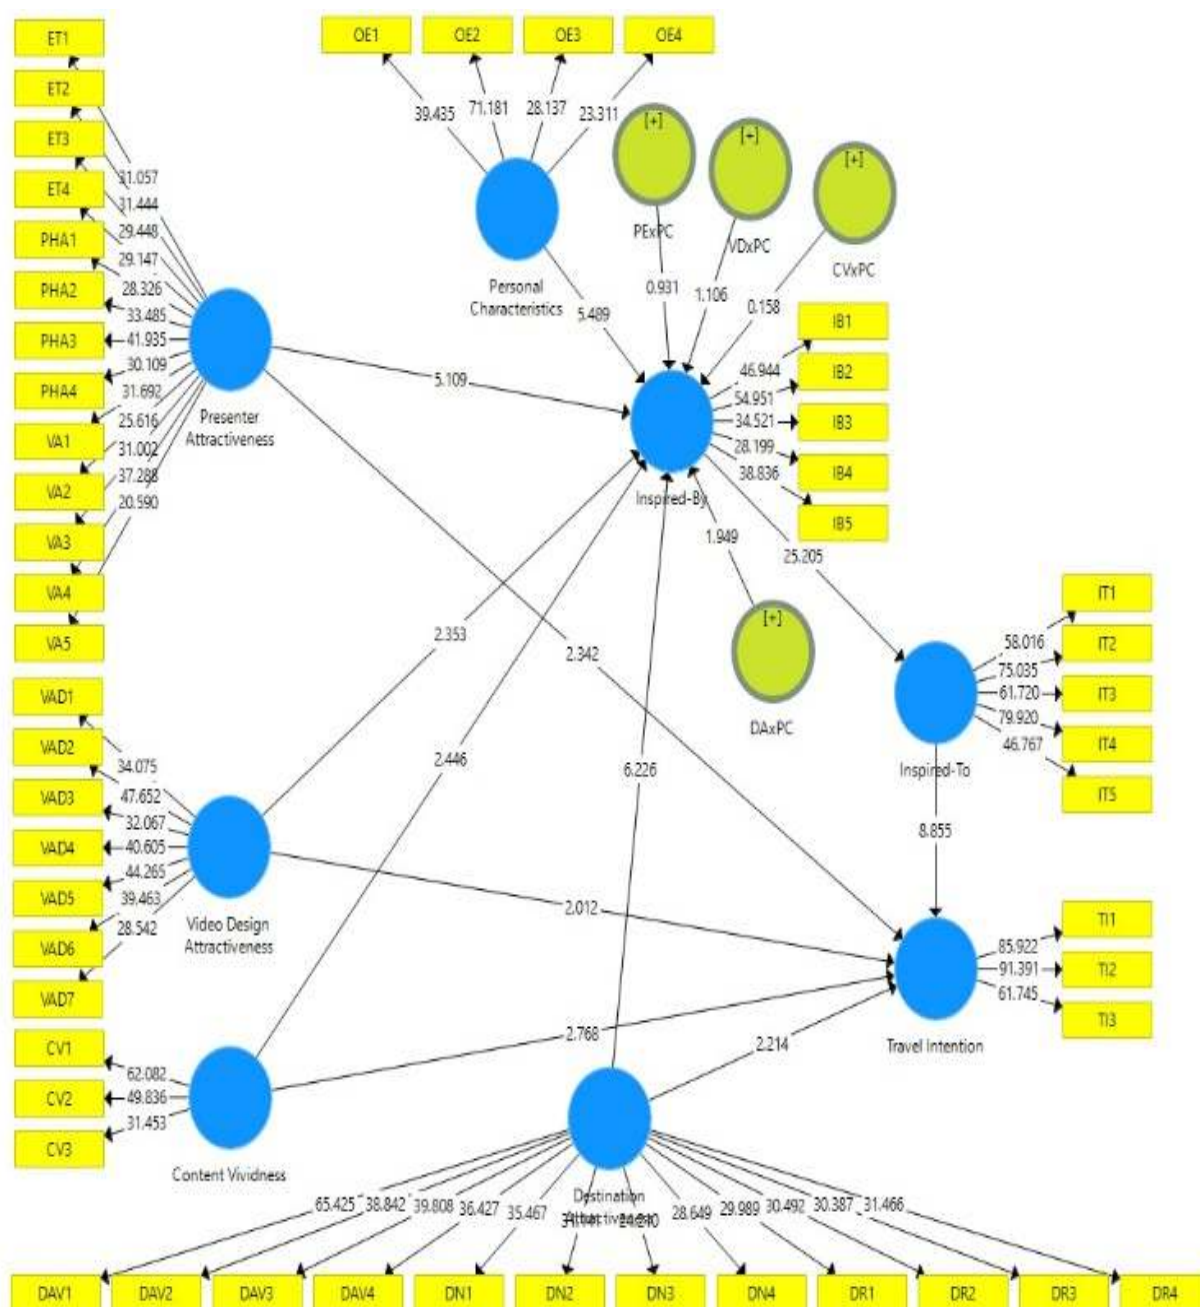 ET1
ET2
ET3
ET4
PHA1
PHA2
PHA3
PHA4
VA1
VA2
VA3
VA4
VA5
31.057
31.444
29.448
29.147
28.326
33.485
41.935
30.109
31.692
25.616
31.002
37.288
20.590
Presenter
Attractiveness
OE1
OE2
OE3
OE4
39.435
71.181
28.137
23.311
Personal
Characteristics
[+]
PExPC
[+]
VDxPC
[+]
CVxPC
5.489
0.931
1.106
0.158
5.109
IB1
IB2
IB3
IB4
IB5
46.944
54.951
34.521
28.199
38.836
Inspired-By
1.949
25.205
[+]
DAxPC
2.353
2.342
2.446
6.226
IT1
IT2
IT3
IT4
IT5
58.016
75.035
61.720
79.920
46.767
Inspired-To
8.855
VAD1
VAD2
VAD3
VAD4
VAD5
VAD6
VAD7
34.075
47.652
32.067
40.605
44.265
39.463
28.542
Video Design
Attractiveness
2.012
TI1
TI2
TI3
85.922
91.391
61.745
Travel Intention
2.768
2.214
CV1
CV2
CV3
62.082
49.836
31.453
Content Vividness
Destination
Attractiveness
65.425
38.842
39.808
36.427
35.467
28.649
29.989
30.492
30.387
31.466
DAV1
DAV2
DAV3
DAV4
DN1
DN2
DN3
DN4
DR1
DR2
DR3
DR4